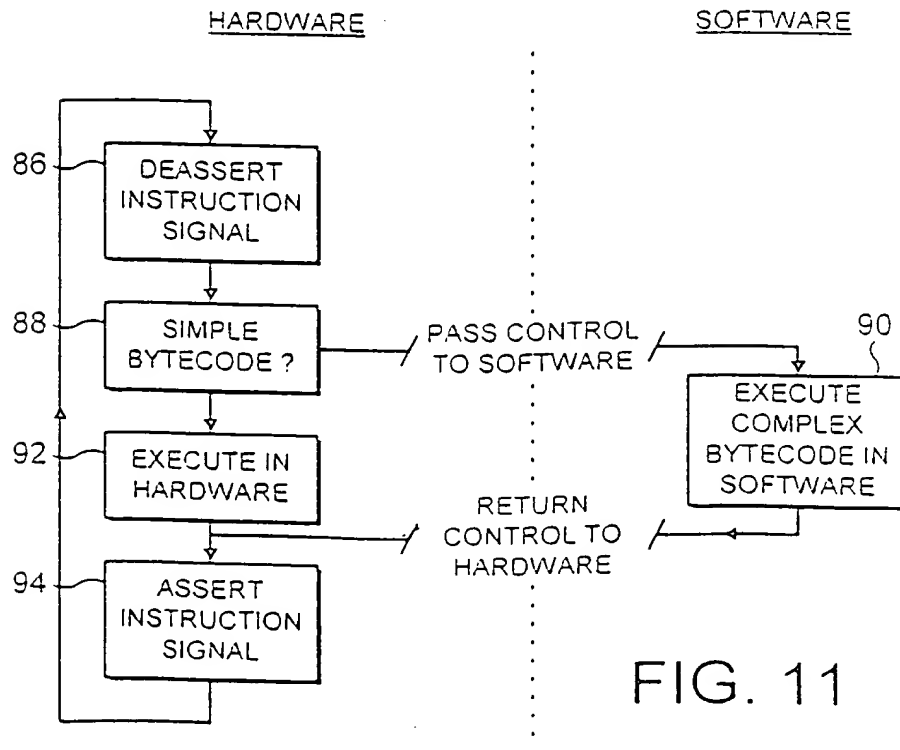 HARDWARE
SOFTWARE
86
DEASSERT
INSTRUCTION
SIGNAL
88
SIMPLE
BYTECODE ?
PASS CONTROL
TO SOFTWARE
90
EXECUTE
COMPLEX
BYTECODE IN
SOFTWARE
92
EXECUTE IN
HARDWARE
RETURN
CONTROL TO
HARDWARE
94
ASSERT
INSTRUCTION
SIGNAL
FIG. 11